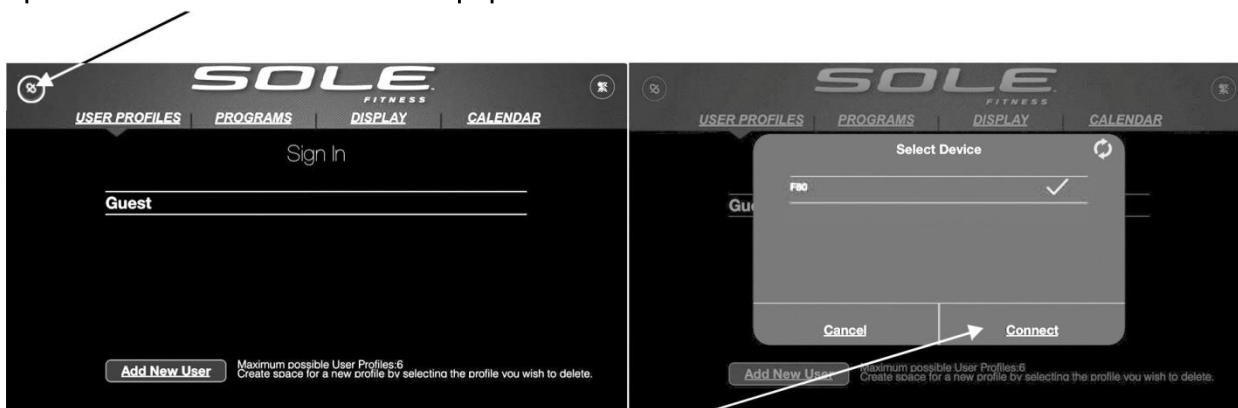 SOLE
FITNESS
USER PROFILES PROGRAMS DISPLAY CALENDAR
Sign In
Guest
Add New User
Maximum possible User Profiles:6
Create space for a new profile by selecting the profile you wish to delete.
SOLE
FITNESS
USER PROFILES PROGRAMS DISPLAY CALENDAR
Select Device
F80
Cancel Connect
Add New User
Maximum possible User Profiles:6
Create space for a new profile by selecting the profile you wish to delete.